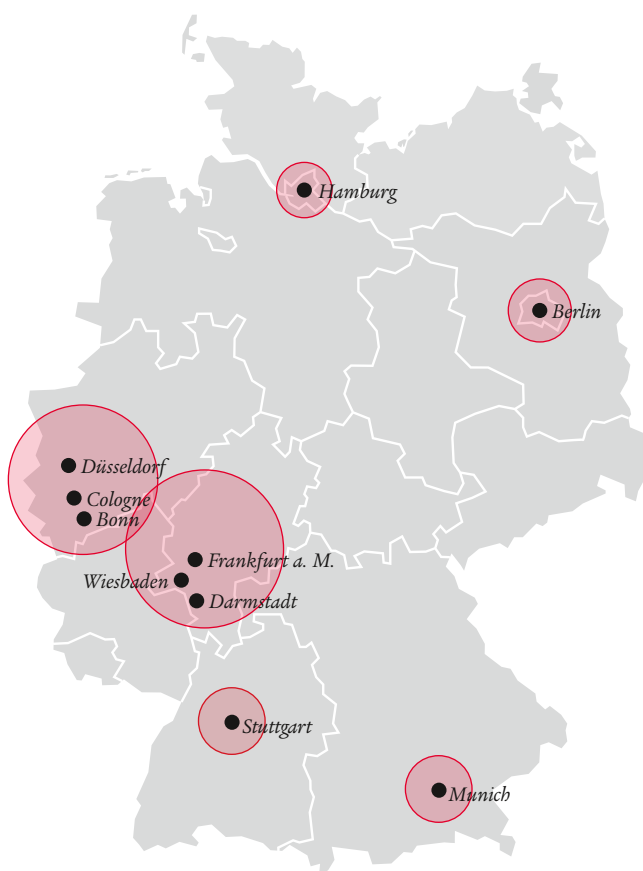 Hamburg
Berlin
Düsseldorf
Cologne
Bonn
Frankfurt a. M.
Wiesbaden
Darmstadt
Stuttgart
Munich